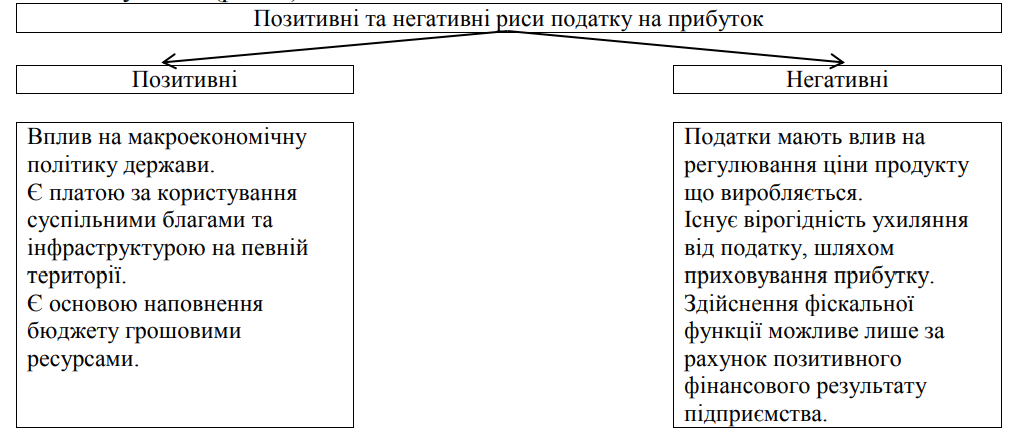 Позитивні та негативні риси податку на прибуток
Позитивні
Негативні
Вплив на макроекономічну
політику держави.
Є платою за користування
суспільними благами та
інфраструктурою на певній
території.
Є основою наповнення
бюджету грошовими
ресурсами.
Податки мають влив на
регулювання ціни продукту
що виробляється.
Існує вірогідність ухиляння
від податку, шляхом
приховування прибутку.
Здійснення фіскальної
функції можливе лише за
рахунок позитивного
фінансового результату
підприємства.